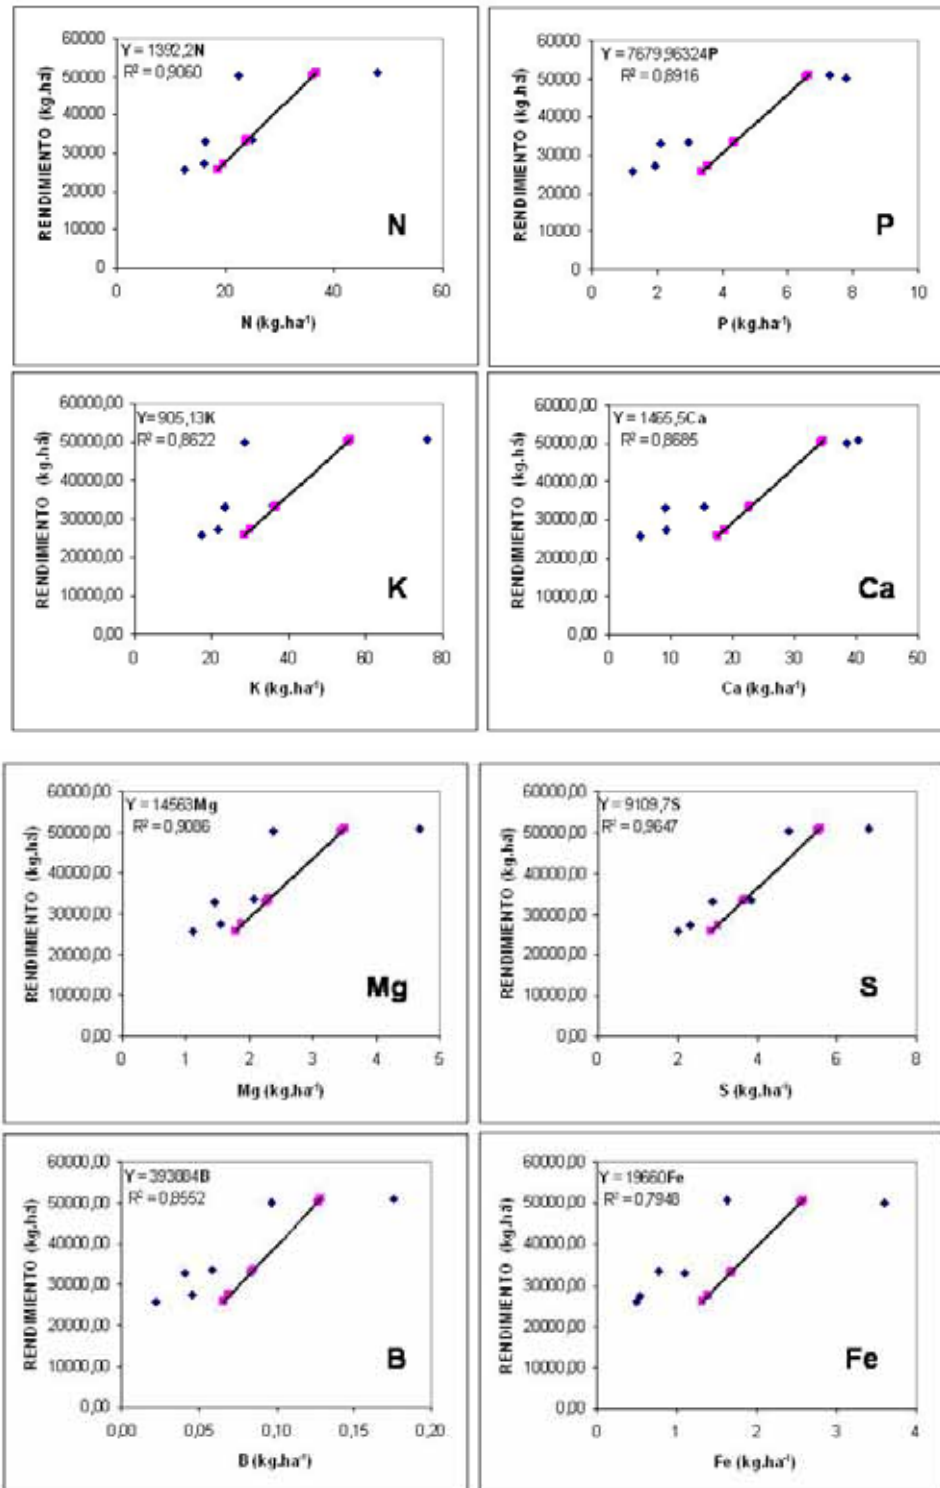 Y = 1392,2N
R² = 0,9060
RENDIMIENTO (kg.ha)
60000
50000
40000
30000
20000
10000
0
0 20 40 60
N (kg.ha⁻¹)
N
Y = 7679,96324P
R² = 0,8916
RENDIMIENTO (kg.ha)
60000
50000
40000
30000
20000
10000
0
0 2 4 6 8 10
P (kg.ha⁻¹)
P
Y= 905,13K
R² = 0,8622
RENDIMIENTO (kg.há)
60000,00
50000,00
40000,00
30000,00
20000,00
10000,00
0,00
0 20 40 60 80
K (kg.ha⁻¹)
K
Y = 1465,5Ca
R² = 0,8685
RENDIMIENTO (kg.há)
60000,00
50000,00
40000,00
30000,00
20000,00
10000,00
0,00
0 10 20 30 40 50
Ca (kg.ha⁻¹)
Ca
Y = 14563Mg
R² = 0,9086
RENDIMIENTO (kg.há)
60000,00
50000,00
40000,00
30000,00
20000,00
10000,00
0,00
0 1 2 3 4 5
Mg (kg.ha⁻¹)
Mg
Y = 9109,7S
R² = 0,9647
RENDIMIENTO (kg.há)
60000,00
50000,00
40000,00
30000,00
20000,00
10000,00
0,00
0 2 4 6 8
S (kg.ha⁻¹)
S
Y = 393884B
R² = 0,8552
RENDIMIENTO (kg.há)
60000,00
50000,00
40000,00
30000,00
20000,00
10000,00
0,00
0,00 0,05 0,10 0,15 0,20
B (kg.ha⁻¹)
B
Y = 19660Fe
R² = 0,7948
RENDIMIENTO (kg.há)
60000,00
50000,00
40000,00
30000,00
20000,00
10000,00
0,00
0 1 2 3 4
Fe (kg.ha⁻¹)
Fe